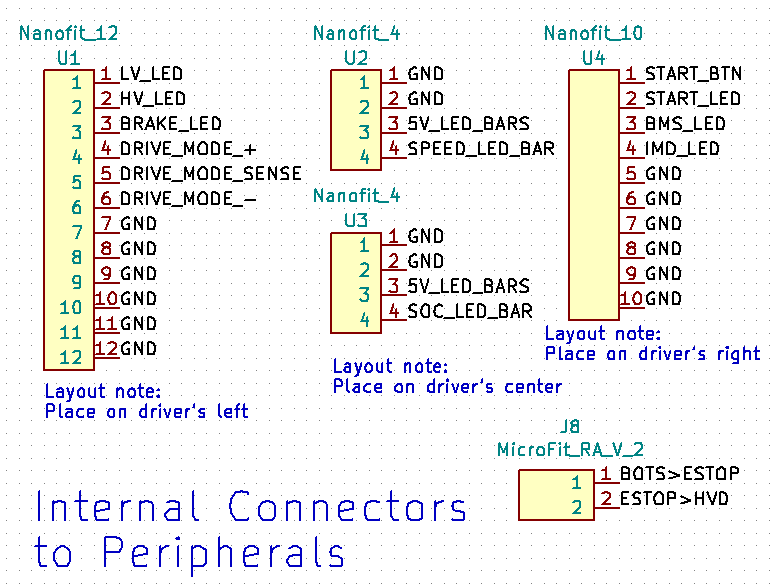 Nanofit_12
U1
1 1 LV_LED
2 2 HV_LED
3 3 BRAKE_LED
4 4 DRIVE_MODE_+
5 5 DRIVE_MODE_SENSE
6 6 DRIVE_MODE_-
7 7 GND
8 8 GND
9 9 GND
10 10 GND
11 11 GND
12 12 GND
Layout note:
Place on driver's left
Nanofit_4
U2
1 1 GND
2 2 GND
3 3 5V_LED_BARS
4 4 SPEED_LED_BAR
Nanofit_4
U3
1 1 GND
2 2 GND
3 3 5V_LED_BARS
4 4 SOC_LED_BAR
Layout note:
Place on driver's center
Nanofit_10
U4
1 START_BTN
2 START_LED
3 BMS_LED
4 IMD_LED
5 GND
6 GND
7 GND
8 GND
9 GND
10 GND
Layout note:
Place on driver's right
J8
MicroFit_RA_V_2
1 1 BOTS>ESTOP
2 2 ESTOP>HVD
Internal Connectors
to Peripherals